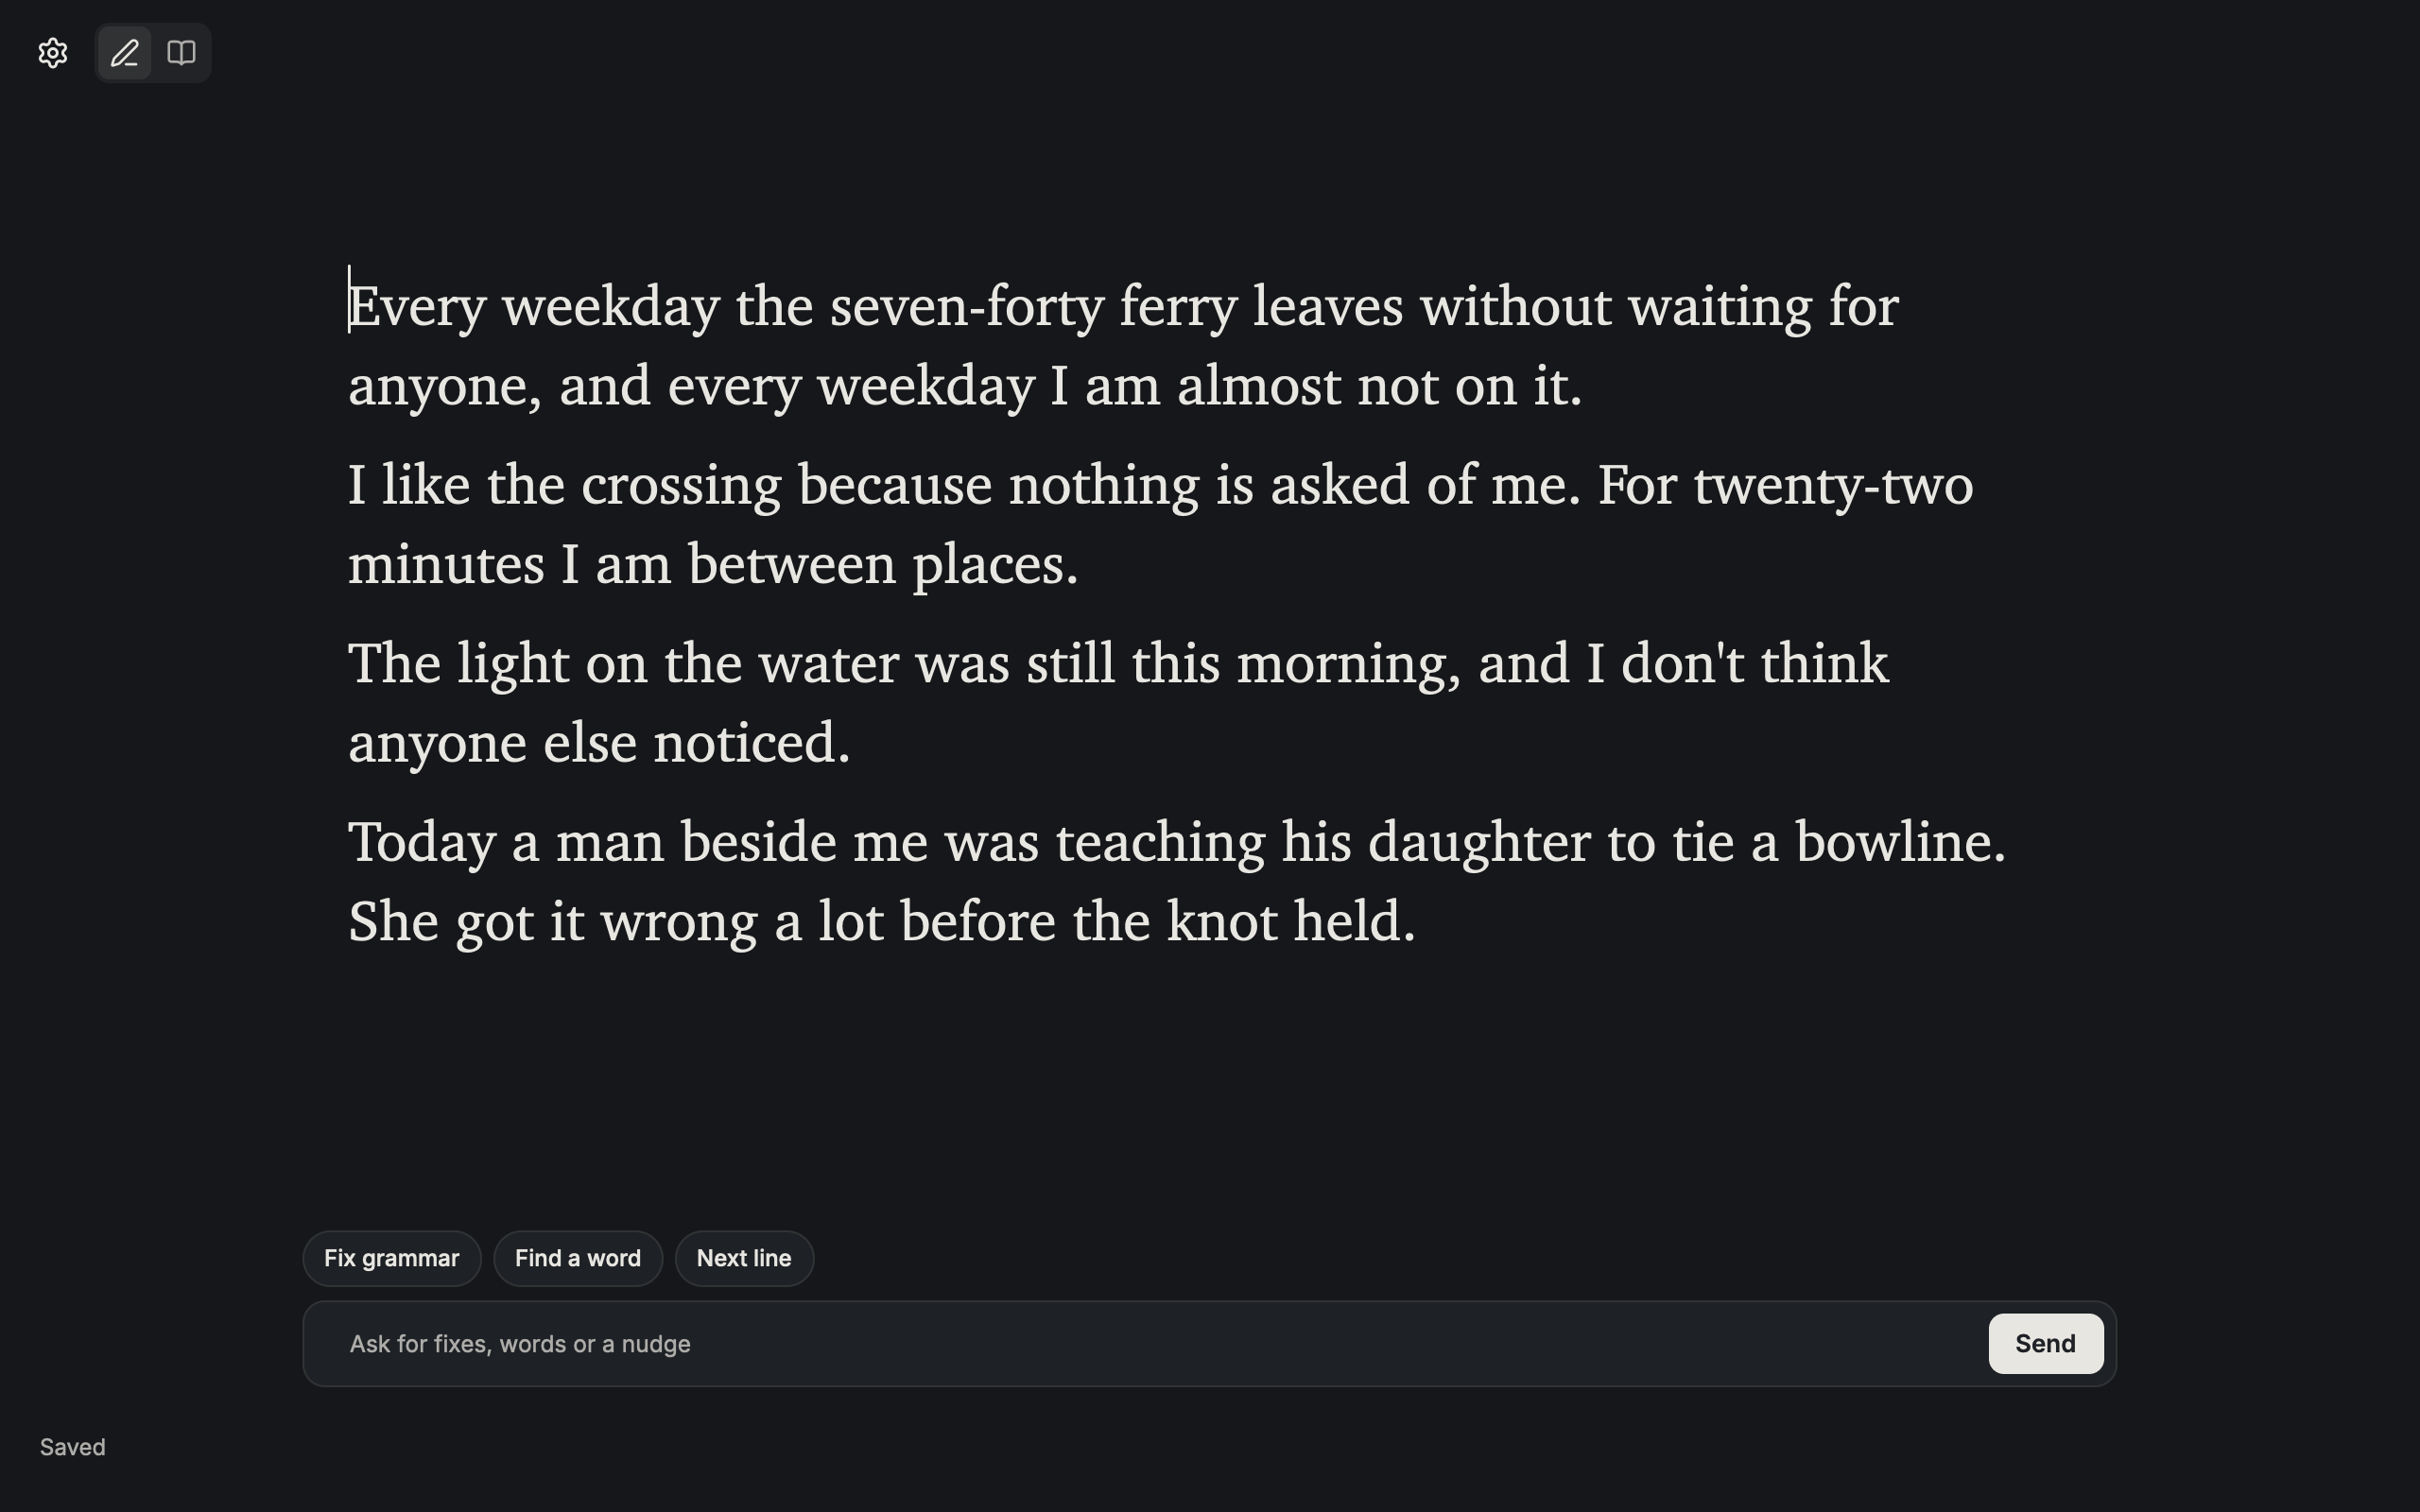 Every weekday the seven-forty ferry leaves without waiting for
anyone, and every weekday I am almost not on it.
I like the crossing because nothing is asked of me. For twenty-two
minutes I am between places.
The light on the water was still this morning, and I don't think
anyone else noticed.
Today a man beside me was teaching his daughter to tie a bowline.
She got it wrong a lot before the knot held.
Fix grammar
Find a word
Next line
Ask for fixes, words or a nudge
Send
Saved